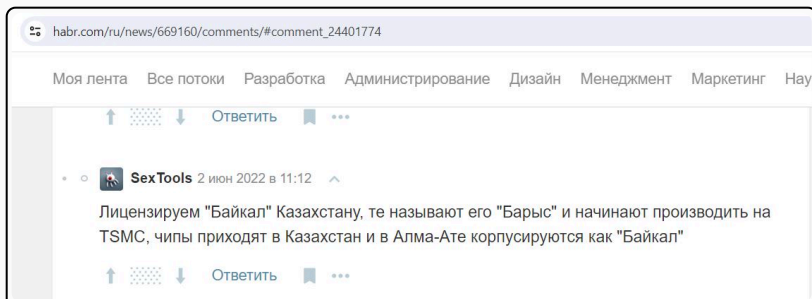 habr.com/ru/news/669160/comments/#comment_24401774
Моя лента Все потоки Разработка Администрирование Дизайн Менеджмент Маркетинг Нау
Ответить
SexTools 2 июн 2022 в 11:12
Лицензируем "Байкал" Казахстану, те называют его "Барыс" и начинают производить на
TSMC, чипы приходят в Казахстан и в Алма-Ате корпусируются как "Байкал"
Ответить